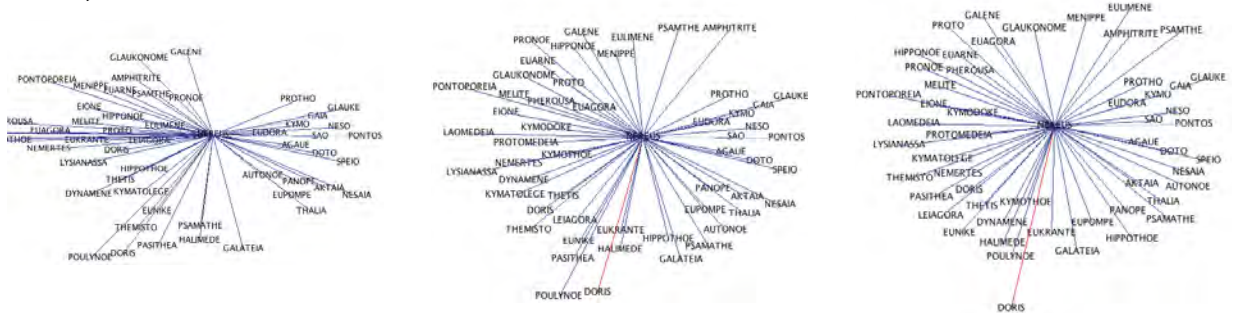 GALENE
GLAUKONOME
PONTOPOREIA
AMPHITRITE
MENIPPE
EUARNE
PSAMTHE
PRONOE
PROTHO
EIONE
HIPPONOE
GAIA
GLAUKE
ROUSA
MELITE
EULIMENE
KYMO
NESO
EUAGORA
PROTO
NEREUS
EUDORA
SAO
PONTOS
THOE
EUKRANTE
LEIAGORE
NEMERTES
DORIS
AGAUE
DOTO
LYSIANASSA
SPEIO
HIPPOTHOE
THETIS
AUTONOE
PANOPE
DYNAMENE
KYMATOLEGE
AKTAIA
NESAIA
EUPOMPE
EUNIKE
THALIA
THEMISTO
PSAMATHE
HALIMEDE
PASITHEA
GALATEIA
POULYNOE
DORIS
PSAMTHE
AMPHITRITE
GALENE
EULIMENE
PRONOE
HIPPONOE
MENIPPE
EUARNE
GLAUKONOME
PROTO
PONTOPOREIA
MELITE
PHEROUSA
EUAGORA
PROTHO
GLAUKE
EIONE
GAIA
KYMO
LAOMEDEIA
KYMODOKE
EUDORA
NESO
PROTOMEDEIA
NEREUS
SAO
PONTOS
NEMERTES
KYMOTHOE
AGAUE
DOTO
LYSIANASSA
DYNAMENE
SPEIO
KYMATOLEGE
THETIS
PANOPE
AKTAIA
DORIS
EUPOMPE
NESAIA
LEIAGORA
THALIA
THEMISTO
EUKRANTE
AUTONOE
EUNIKE
HALIMEDE
HIPPOTHOE
PSAMATHE
PASITHEA
GALATEIA
POULYNOE
DORIS
EULIMENE
GALENE
MENIPPE
PROTO
GLAUKONOME
AMPHITRITE
PSAMTHE
EUAGORA
HIPPONOE
EUARNE
PRONOE
PHEROUSA
GLAUKE
MELITE
PROTHO
GAIA
PONTOPOREIA
EIONE
EUDORA
KYMO
KYMODOKE
NESO
LAOMEDEIA
NEREUS
SAO
PONTOS
PROTOMEDEIA
LYSIANASSA
AGAUE
DOTO
KYMATOLEGE
SPEIO
THEMISTO
NEMERTES
NESAIA
PASITHEA
DORIS
AKTAIA
AUTONOE
THETIS
KYMOTHOE
THALIA
LEIAGORA
PANOPE
DYNAMENE
EUPOMPE
PSAMATHE
EUNIKE
EUKRANTE
HALIMEDE
HIPPOTHOE
POULYNOE
GALATEIA
DORIS